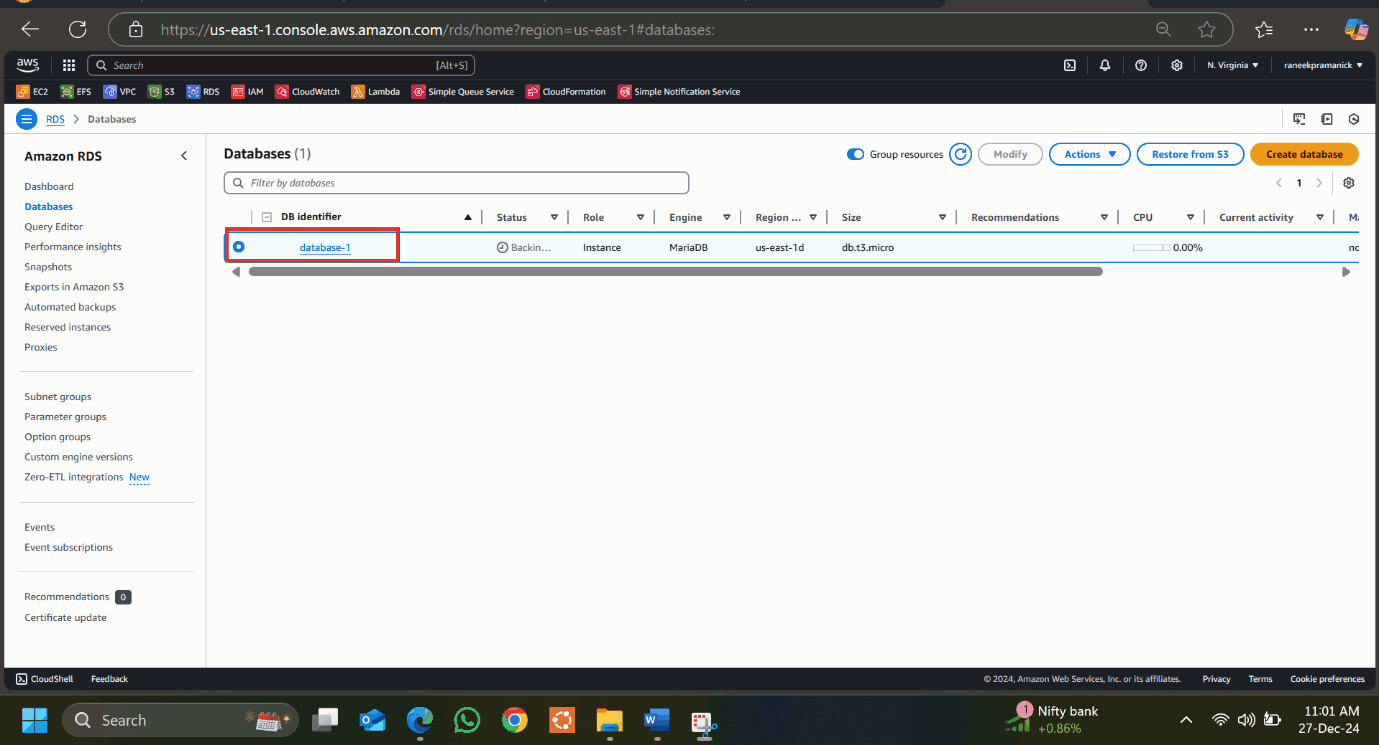 https://us-east-1.console.aws.amazon.com/rds/home?region=us-east-1#databases:
aws Search [Alt+S] N. Virginia raneekpramanick
EC2 EFS VPC S3 RDS IAM CloudWatch Lambda Simple Queue Service CloudFormation Simple Notification Service
RDS > Databases
Amazon RDS
Dashboard
Databases
Query Editor
Performance insights
Snapshots
Exports in Amazon S3
Automated backups
Reserved instances
Proxies
Subnet groups
Parameter groups
Option groups
Custom engine versions
Zero-ETL integrations New
Events
Event subscriptions
Recommendations 0
Certificate update
Databases (1) Group resources Modify Actions Restore from S3 Create database
Filter by databases 1
DB identifier Status Role Engine Region ... Size Recommendations CPU Current activity
database-1 Backin... Instance MariaDB us-east-1d db.t3.micro 0.00%
CloudShell Feedback © 2024, Amazon Web Services, Inc. or its affiliates. Privacy Terms Cookie preferences
Search 1 Nifty bank 11:01 AM
+0.86% 27-Dec-24